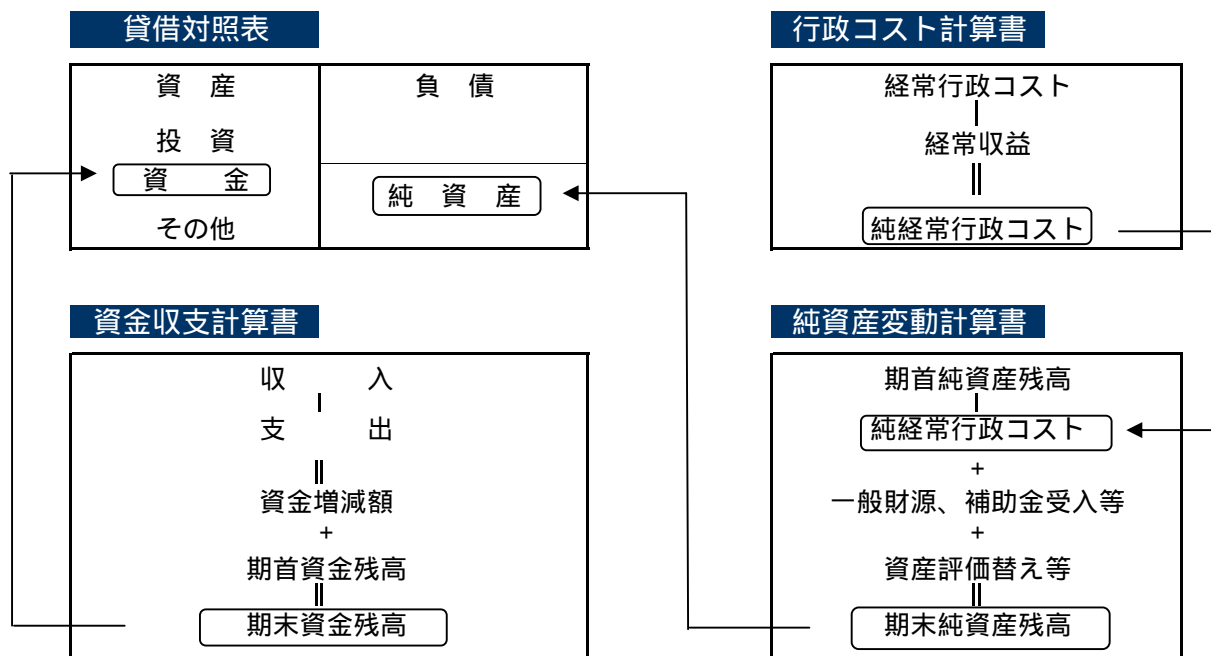 貸借対照表
資 産
投 資
資 金
その他
負 債
純 資 産
行政コスト計算書
経常行政コスト
|
経常収益
||
純経常行政コスト
資金収支計算書
収 入
|
支 出
||
資金増減額
+
期首資金残高
||
期末資金残高
純資産変動計算書
期首純資産残高
|
純経常行政コスト
+
一般財源、補助金受入等
+
資産評価替え等
||
期末純資産残高